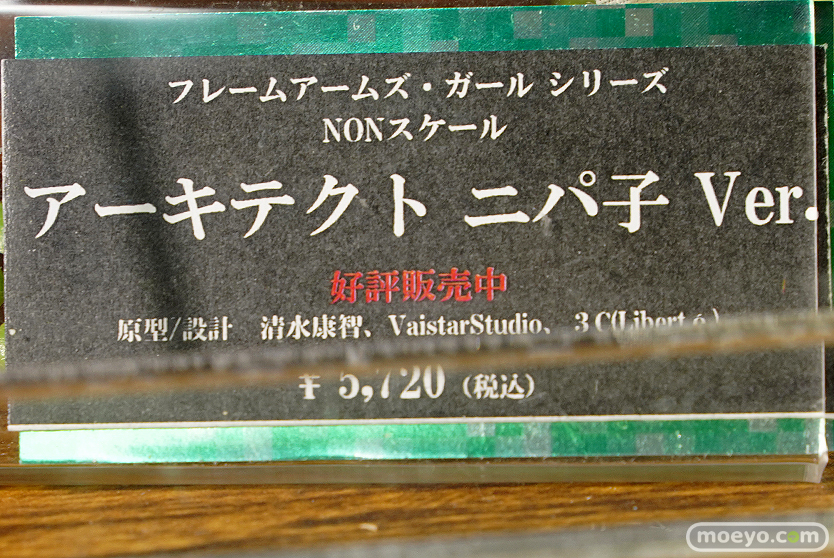 フレームアームズ・ガール シリーズ
NONスケール
アーキテクト ニパ子 Ver.
好評販売中
原型/設計 清水康智、VaistarStudio、3C(Liberté)
¥ 5,720 (税込)
moeyo.com